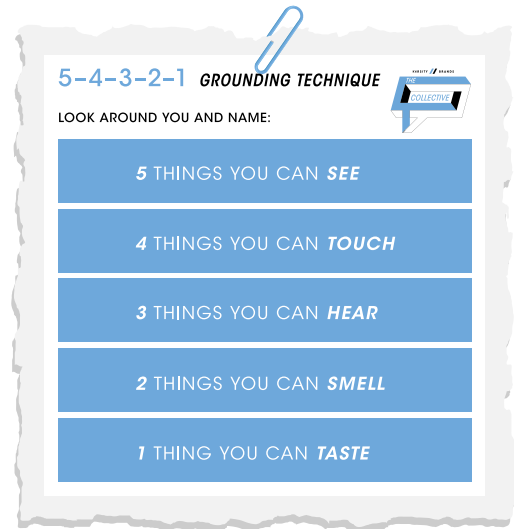 5-4-3-2-1 GROUNDING TECHNIQUE
VARSITY BRANDS
THE
COLLECTIVE
LOOK AROUND YOU AND NAME:
5 THINGS YOU CAN SEE
4 THINGS YOU CAN TOUCH
3 THINGS YOU CAN HEAR
2 THINGS YOU CAN SMELL
1 THING YOU CAN TASTE